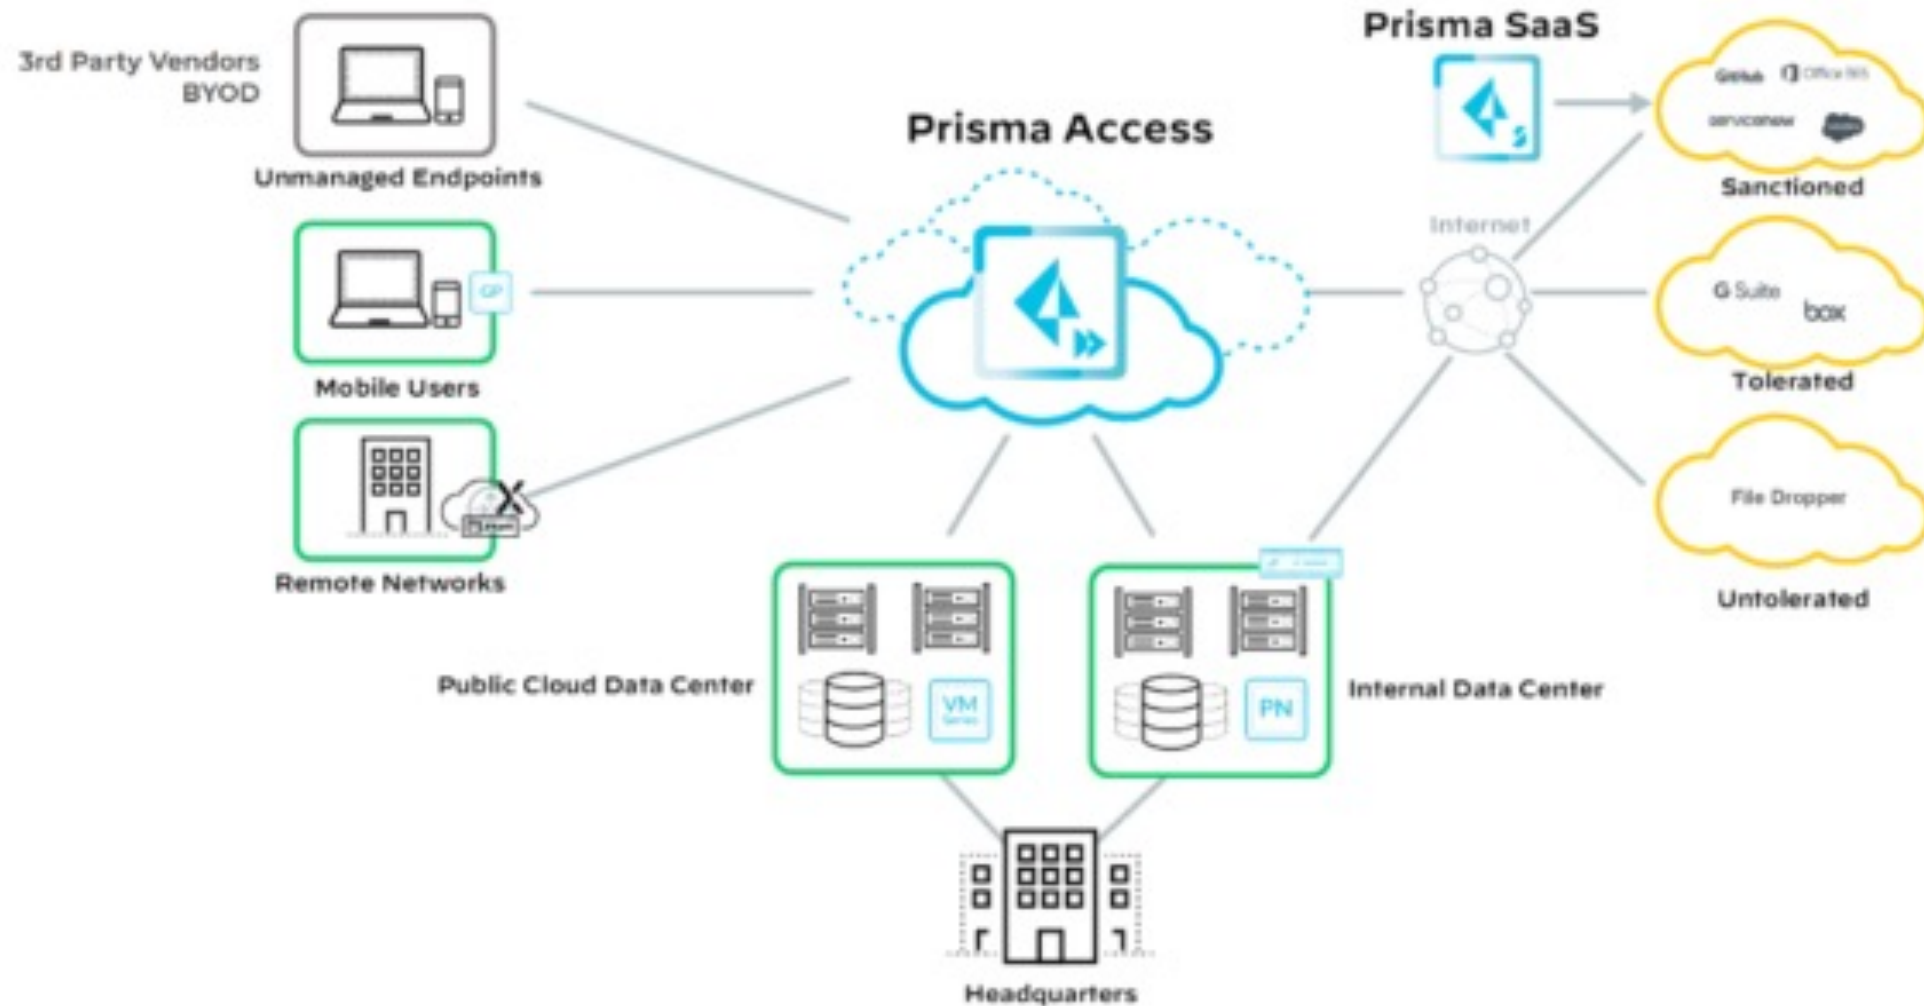 3rd Party Vendors
BYOD
Unmanaged Endpoints
GP
Mobile Users
Remote Networks
Prisma Access
Prisma SaaS
GitHub Office 365
servicenow
Sanctioned
Internet
G Suite
box
Tolerated
File Dropper
Untolerated
Public Cloud Data Center
VM
Series
PN
Internal Data Center
Headquarters